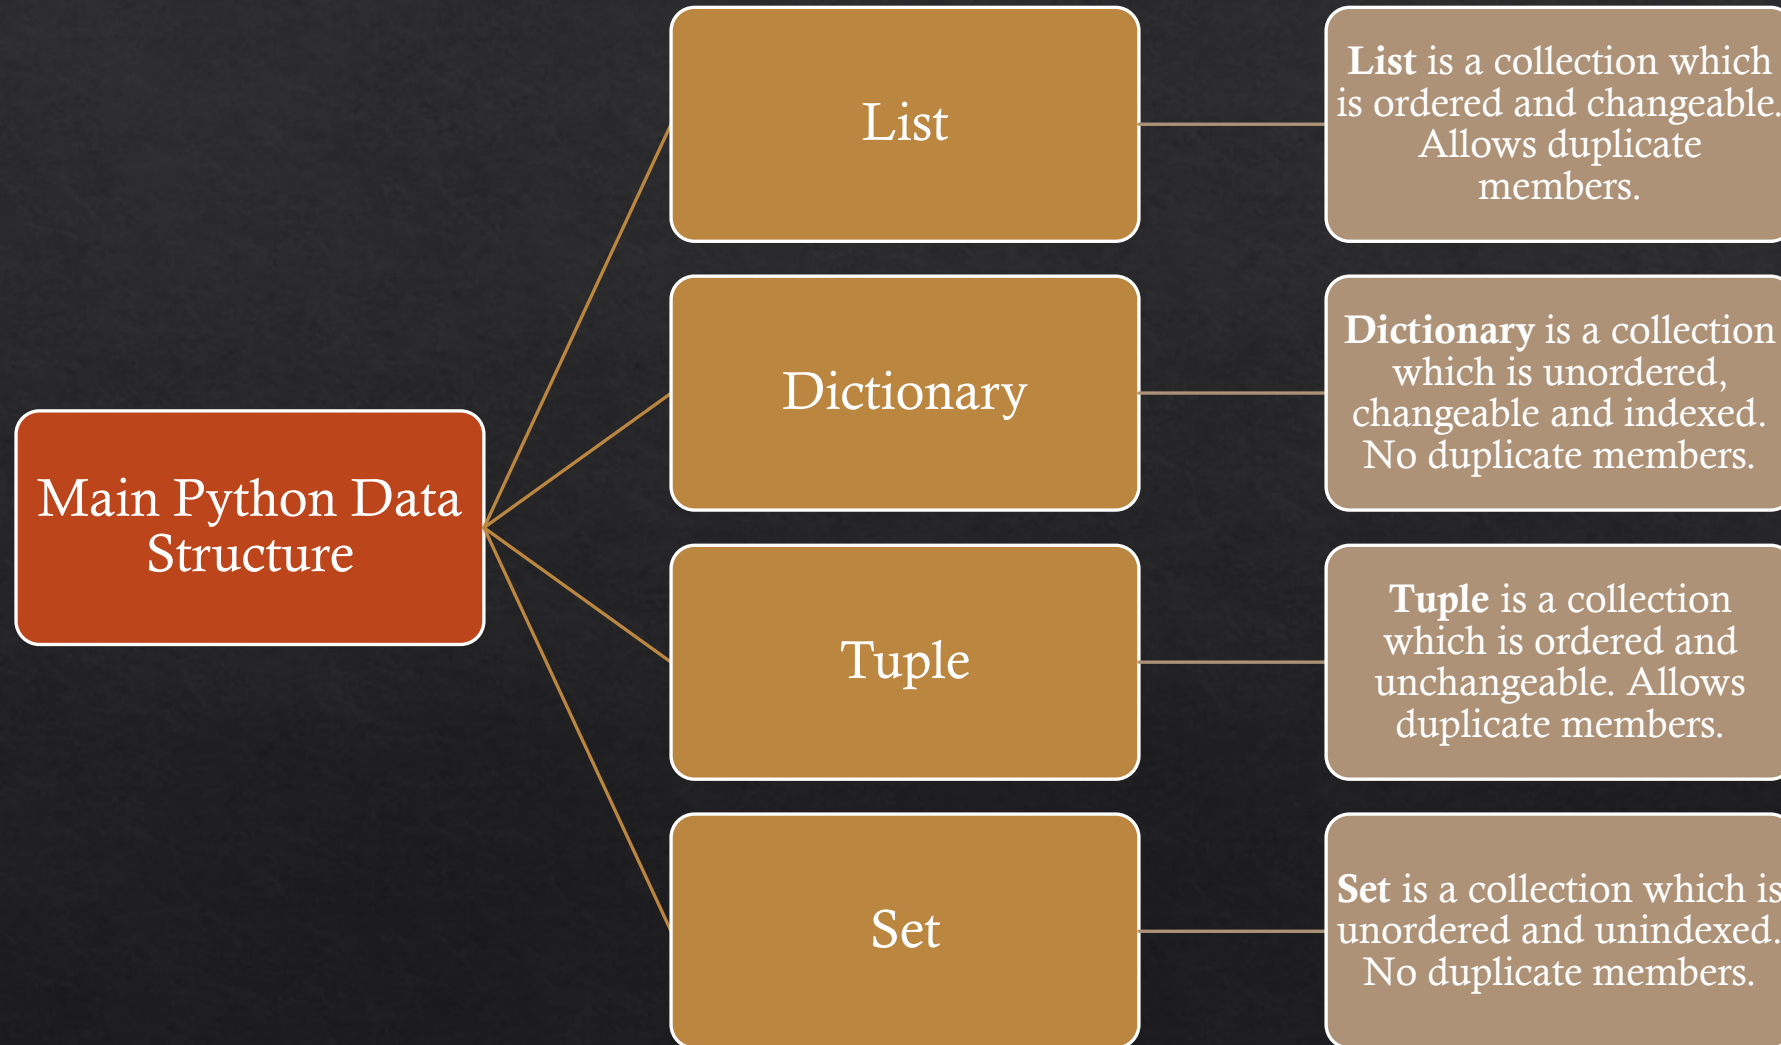 Main Python Data
Structure
List
List is a collection which
is ordered and changeable.
Allows duplicate
members.
Dictionary
Dictionary is a collection
which is unordered,
changeable and indexed.
No duplicate members.
Tuple
Tuple is a collection
which is ordered and
unchangeable. Allows
duplicate members.
Set
Set is a collection which is
unordered and unindexed.
No duplicate members.